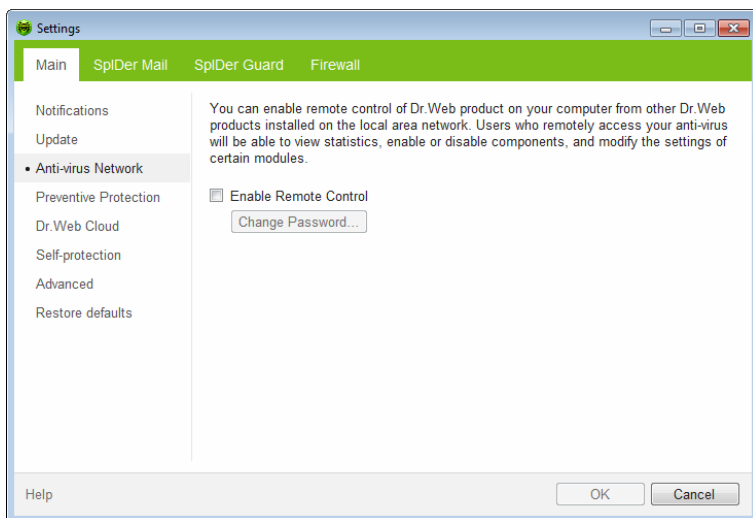 Settings
Main SpIDer Mail SpIDer Guard Firewall
Notifications
Update
Anti-virus Network
Preventive Protection
Dr.Web Cloud
Self-protection
Advanced
Restore defaults
You can enable remote control of Dr.Web product on your computer from other Dr.Web
products installed on the local area network. Users who remotely access your anti-virus
will be able to view statistics, enable or disable components, and modify the settings of
certain modules.
Enable Remote Control
Change Password...
Help
OK
Cancel